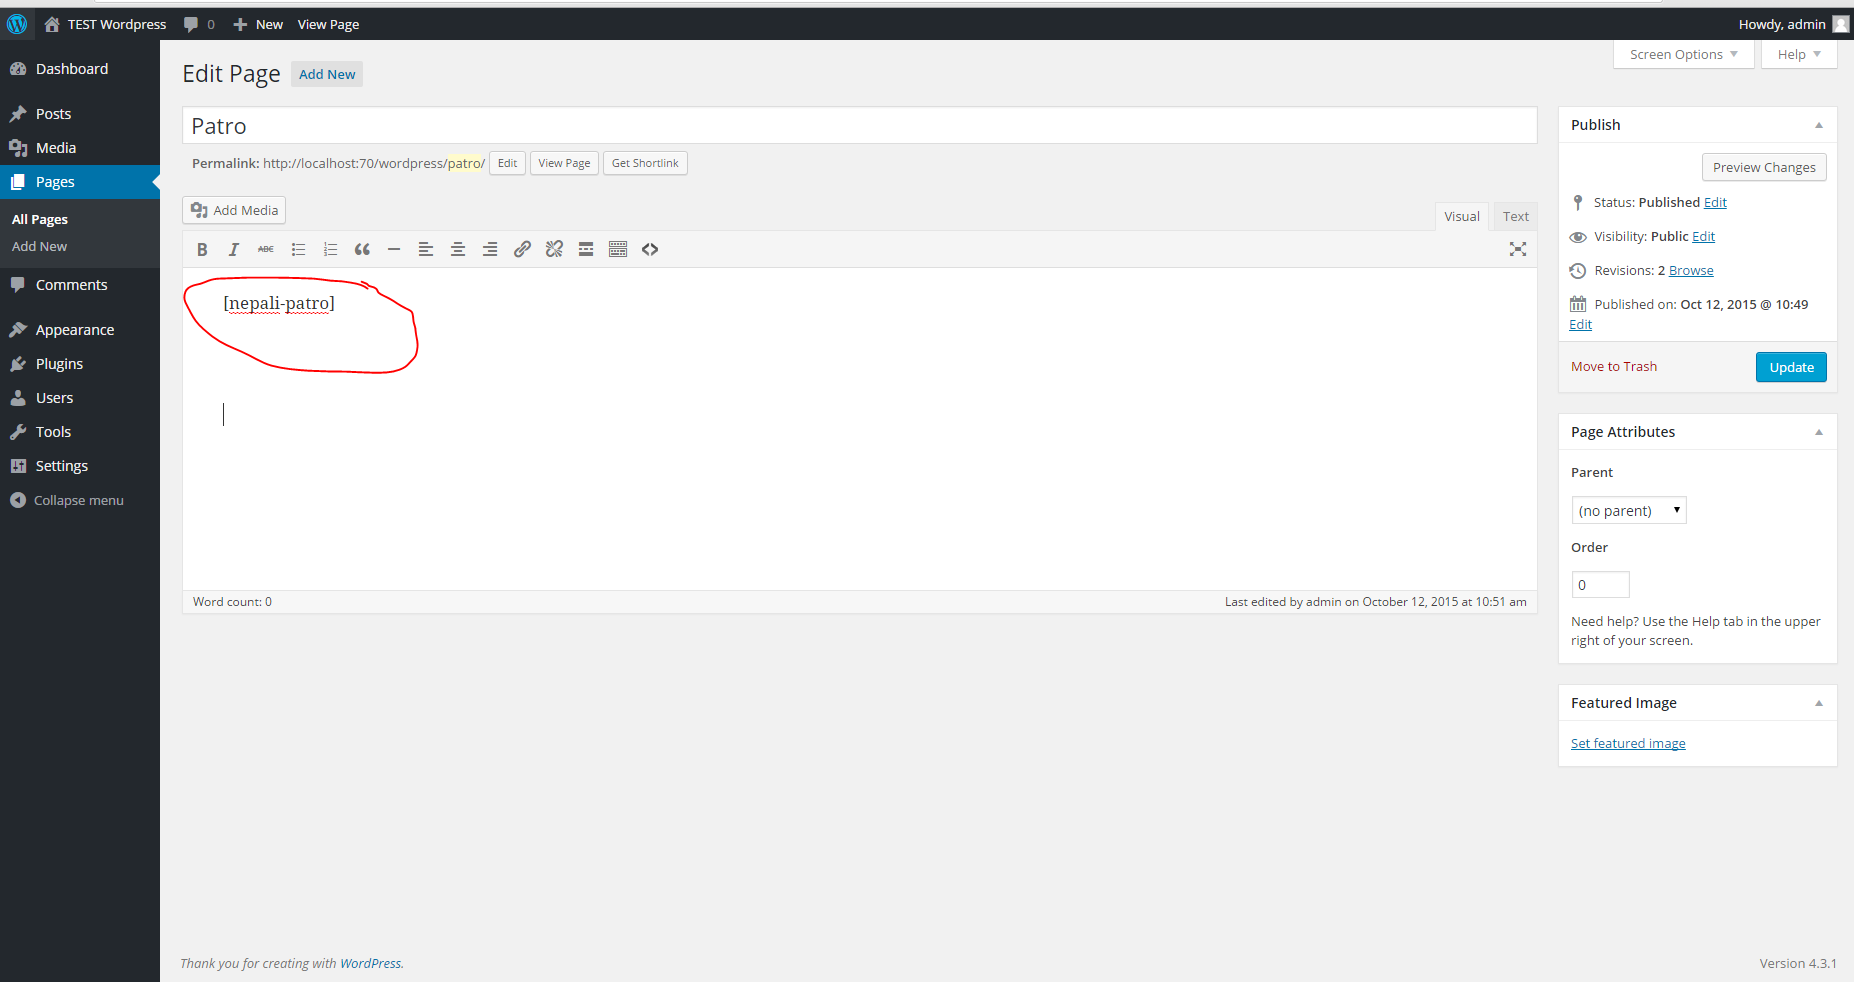 TEST Wordpress 0 New View Page Howdy, admin
Dashboard
Posts
Media
Pages
All Pages
Add New
Comments
Appearance
Plugins
Users
Tools
Settings
Collapse menu
Screen Options Help
Edit Page Add New
Patro
Permalink: http://localhost:70/wordpress/patro/ Edit View Page Get Shortlink
Add Media
Visual Text
B I ABC
[nepali-patro]
Word count: 0 Last edited by admin on October 12, 2015 at 10:51 am
Publish
Preview Changes
Status: Published Edit
Visibility: Public Edit
Revisions: 2 Browse
Published on: Oct 12, 2015 @ 10:49
Edit
Move to Trash Update
Page Attributes
Parent
(no parent)
Order
0
Need help? Use the Help tab in the upper
right of your screen.
Featured Image
Set featured image
Thank you for creating with WordPress. Version 4.3.1